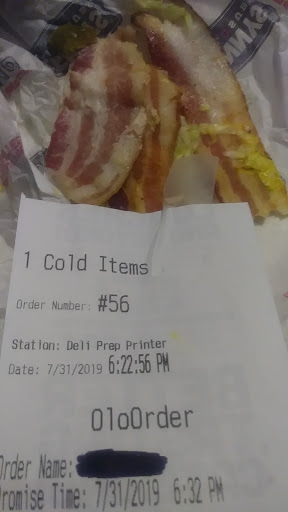 1 Cold Items
Order Number: #56
Station: Deli Prep Printer
Date: 7/31/2019 6:22:56 PM
OloOrder
Order Name:
Promise Time: 7/31/2019 6:32 PM